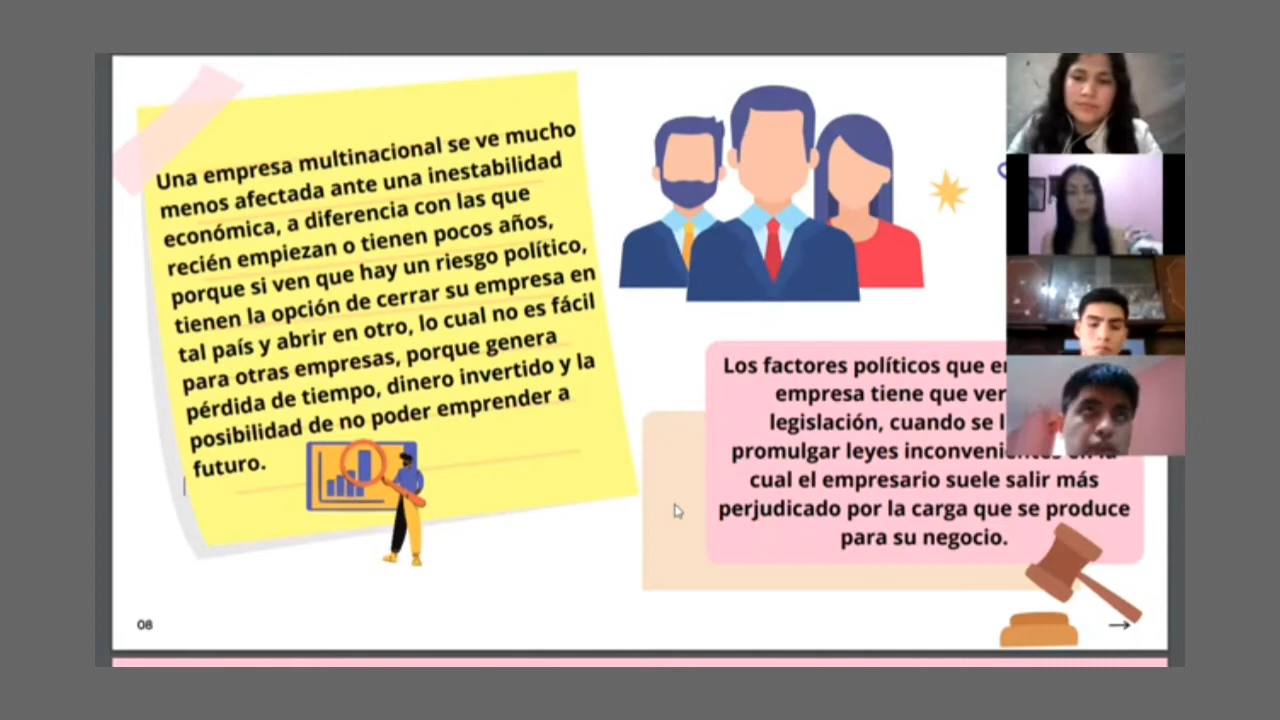 Una empresa multinacional se ve mucho
menos afectada ante una inestabilidad
económica, a diferencia con las que
recién empiezan o tienen pocos años,
porque si ven que hay un riesgo político,
tienen la opción de cerrar su empresa en
tal país y abrir en otro, lo cual no es fácil
para otras empresas, porque genera
pérdida de tiempo, dinero invertido y la
posibilidad de no poder emprender a
futuro.
Los factores políticos que
empresa tiene que ver
legislación, cuando se
promulgar leyes
cual el empresario suele salir más
perjudicado por la carga que se produce
para su negocio.
08